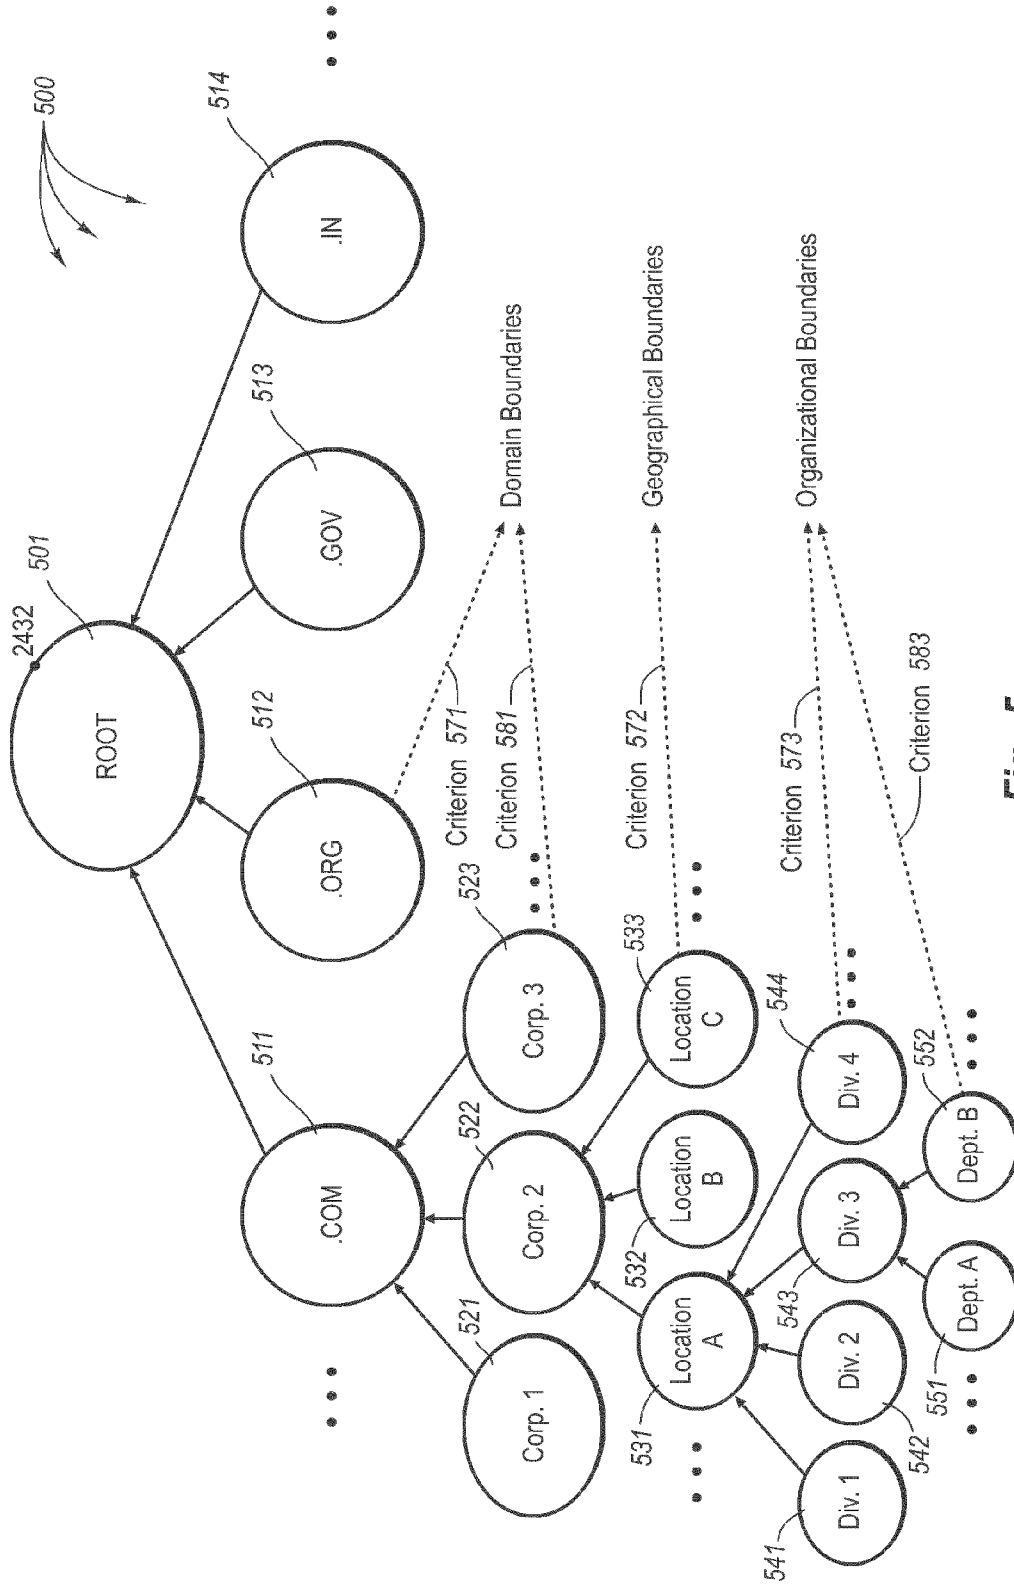 500
2432
501
ROOT
511
512
513
514
.COM
.ORG
.GOV
.IN
521
522
523
Corp. 1
Corp. 2
Corp. 3
Criterion 571
Criterion 581
Domain Boundaries
531
532
533
Location
A
Location
B
Location
C
Criterion 572
Geographical Boundaries
541
542
543
544
Div. 1
Div. 2
Div. 3
Div. 4
Criterion 573
Organizational Boundaries
551
552
Dept. A
Dept. B
Criterion 583